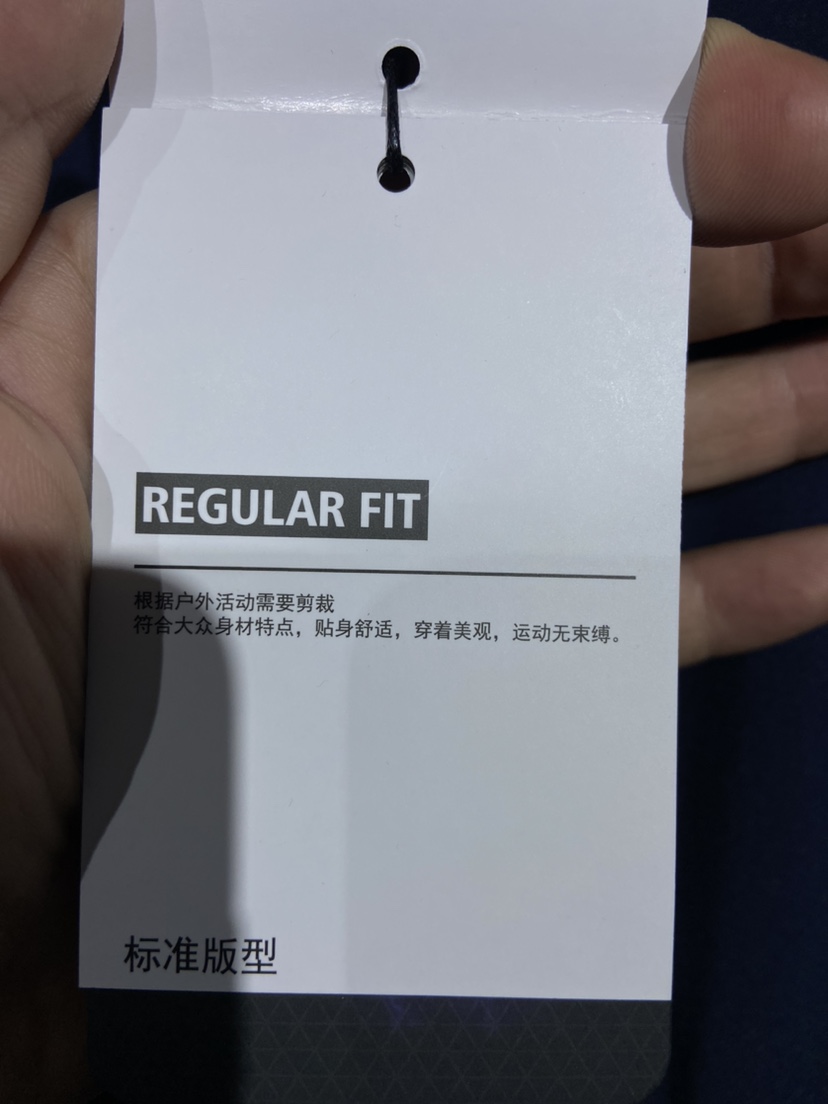 REGULAR FIT
根据户外活动需要剪裁
符合大众身材特点，贴身舒适，穿着美观，运动无束缚。
标准版型